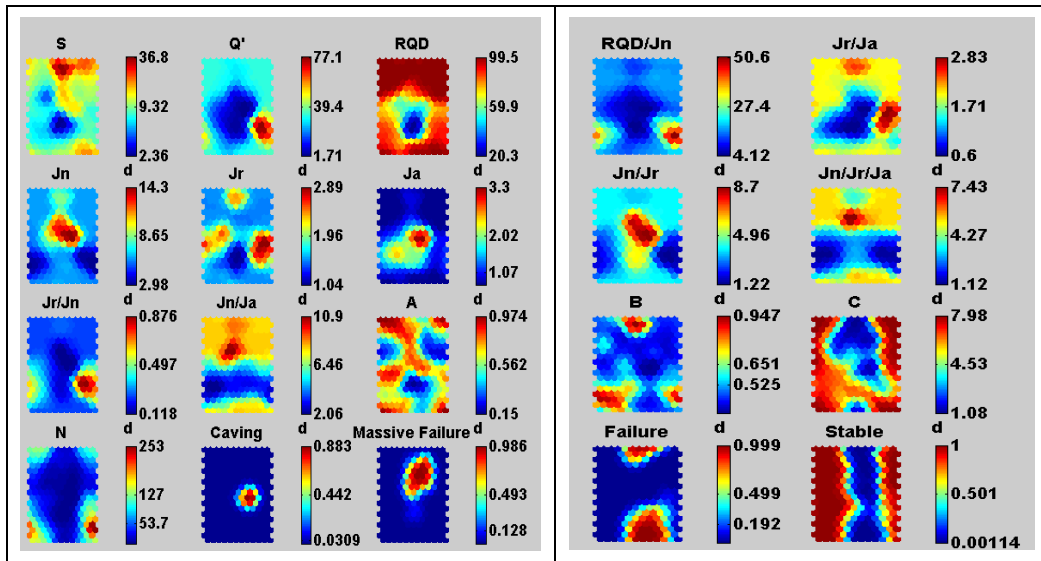 S
36.8
9.32
2.36
Q'
77.1
39.4
1.71
RQD
99.5
59.9
20.3
d
d
Jn
14.3
8.65
2.98
Jr
2.89
1.96
1.04
Ja
3.3
2.02
1.07
d
d
Jr/Jn
0.876
0.497
0.118
Jn/Ja
10.9
6.46
2.06
A
0.974
0.562
0.15
d
d
N
253
127
53.7
Caving
0.883
0.442
0.0309
Massive Failure
0.986
0.493
0.128
RQD/Jn
50.6
27.4
4.12
Jr/Ja
2.83
1.71
0.6
d
d
Jn/Jr
8.7
4.96
1.22
Jn/Jr/Ja
7.43
4.27
1.12
d
d
B
0.947
0.651
0.525
C
7.98
4.53
1.08
d
d
Failure
0.999
0.499
0.192
Stable
1
0.501
0.00114